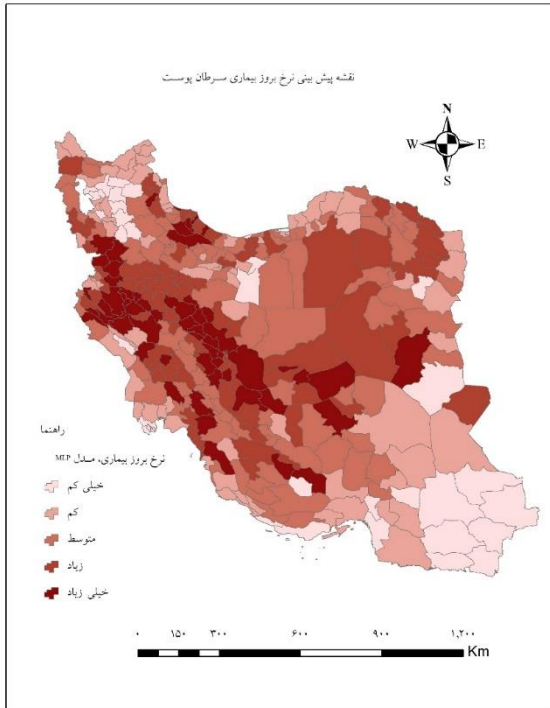 نقشه پیش بینی نرخ بروز بیماری سرطان پوست
N
W E
S
راهنما
نرخ بروز بیماری، مدل MLP
خیلی کم
کم
متوسط
زیاد
خیلی زیاد
۰ ۱۵۰ ۳۰۰ ۶۰۰ ۹۰۰ ۱,۲۰۰
Km